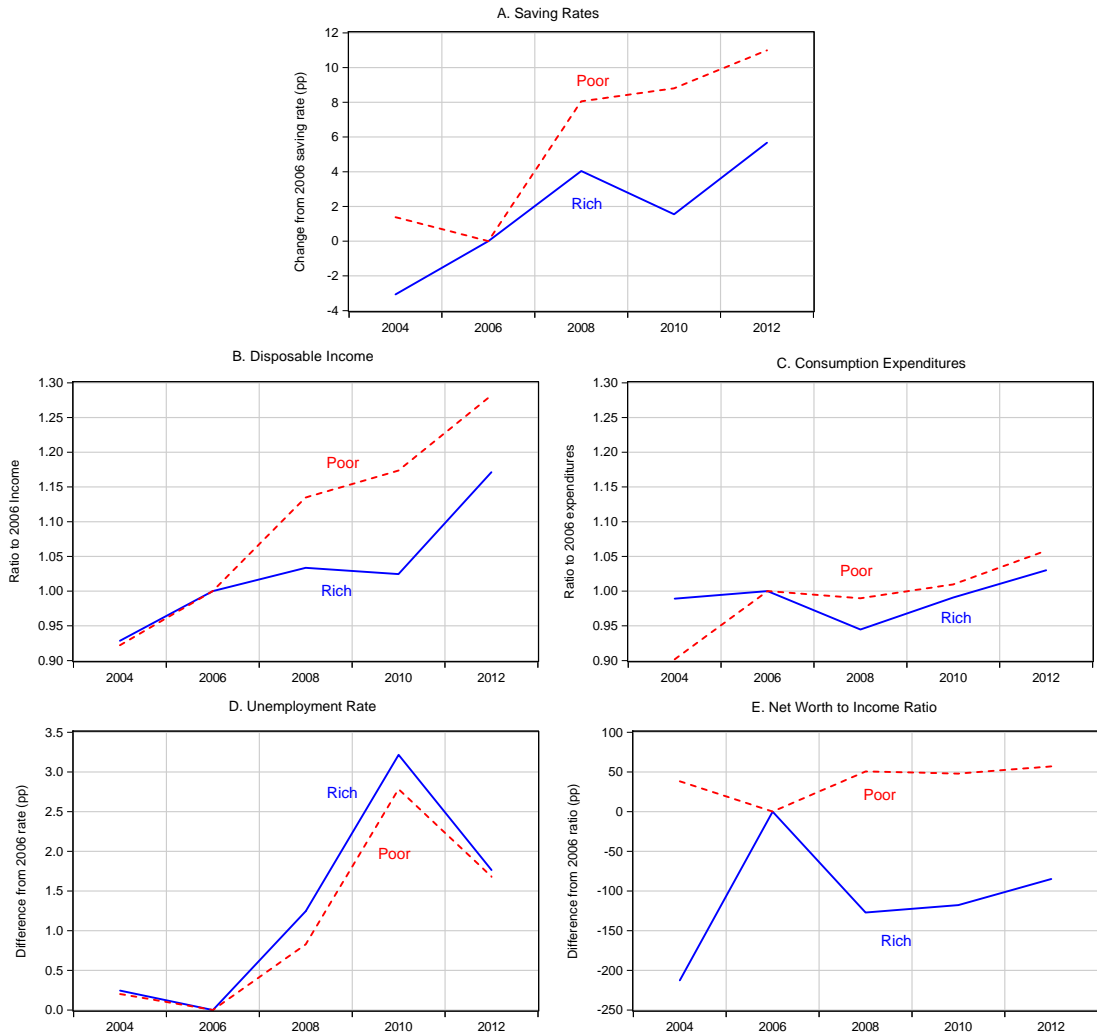 A. Saving Rates
Change from 2006 saving rate (pp)
12
10
8
6
4
2
0
-2
-4
Poor
Rich
2004 2006 2008 2010 2012
B. Disposable Income
Ratio to 2006 Income
1.30
1.25
1.20
1.15
1.10
1.05
1.00
0.95
0.90
Poor
Rich
2004 2006 2008 2010 2012
C. Consumption Expenditures
Ratio to 2006 expenditures
1.30
1.25
1.20
1.15
1.10
1.05
1.00
0.95
0.90
Poor
Rich
2004 2006 2008 2010 2012
D. Unemployment Rate
Difference from 2006 rate (pp)
3.5
3.0
2.5
2.0
1.5
1.0
0.5
0.0
Rich
Poor
2004 2006 2008 2010 2012
E. Net Worth to Income Ratio
Difference from 2006 ratio (pp)
100
50
0
-50
-100
-150
-200
-250
Poor
Rich
2004 2006 2008 2010 2012